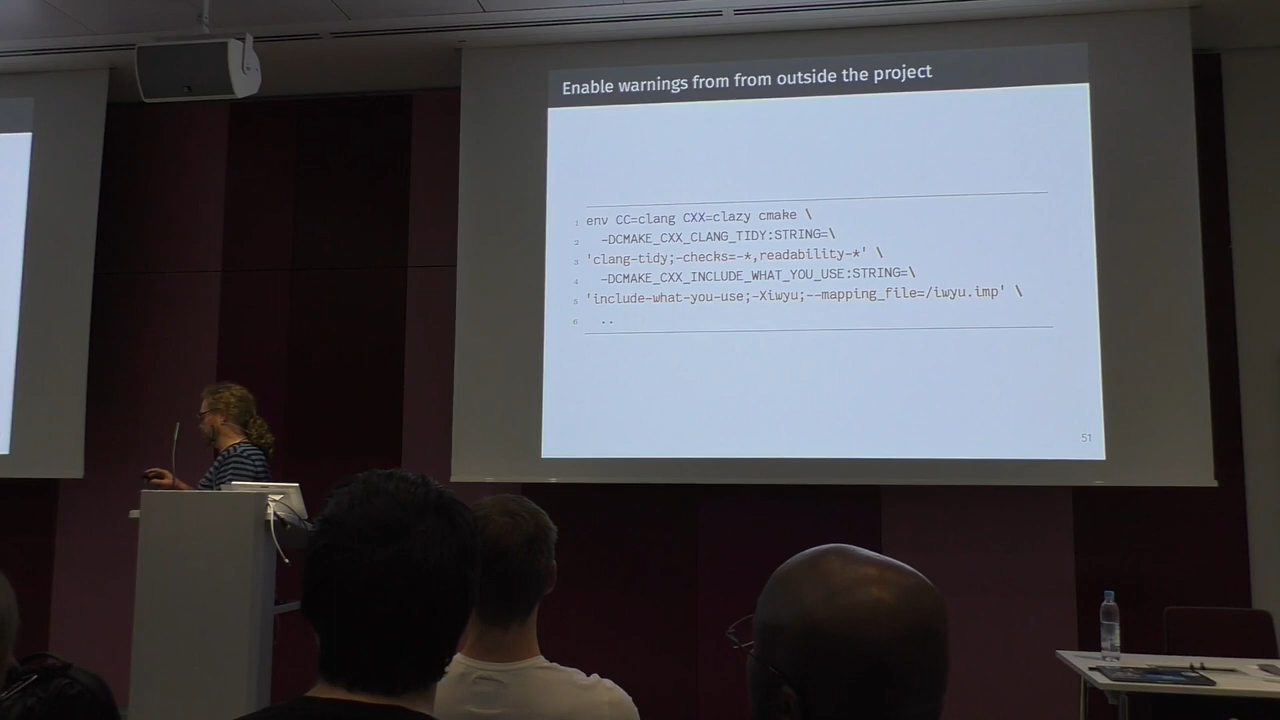 Enable warnings from from outside the project
1 env CC=clang CXX=clazy cmake \
2 -DCMAKE_CXX_CLANG_TIDY:STRING=\
3 'clang-tidy;-checks=-*,readability-*' \
4 -DCMAKE_CXX_INCLUDE_WHAT_YOU_USE:STRING=\
5 'include-what-you-use;-Xiwyu;--mapping_file=/iwyu.imp' \
6 ..
51